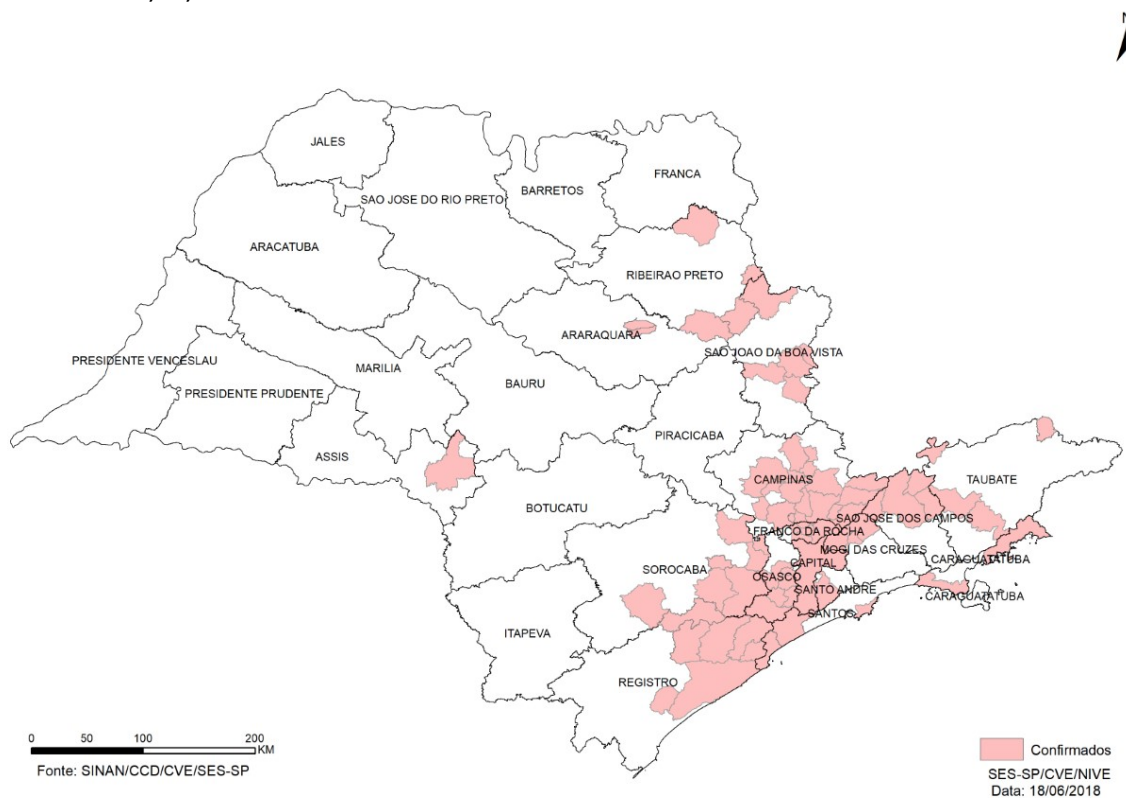 N
JALES
SAO JOSE DO RIO PRETO
BARRETOS
FRANCA
ARACATUBA
RIBEIRAO PRETO
ARARAQUARA
SAO JOAO DA BOA VISTA
PRESIDENTE VENCESLAU
MARILIA
BAURU
PRESIDENTE PRUDENTE
PIRACICABA
ASSIS
CAMPINAS
TAUBATE
BOTUCATU
SAO JOSE DOS CAMPOS
FRANCO DA ROCHA
MOGI DAS CRUZES
CAPITAL
CARAGUATATUBA
SOROCABA
OSASCO
SANTO ANDRE
CARAGUATATUBA
SANTOS
ITAPEVA
REGISTRO
0 50 100 200
KM
Fonte: SINAN/CCD/CVE/SES-SP
Confirmados
SES-SP/CVE/NIVE
Data: 18/06/2018